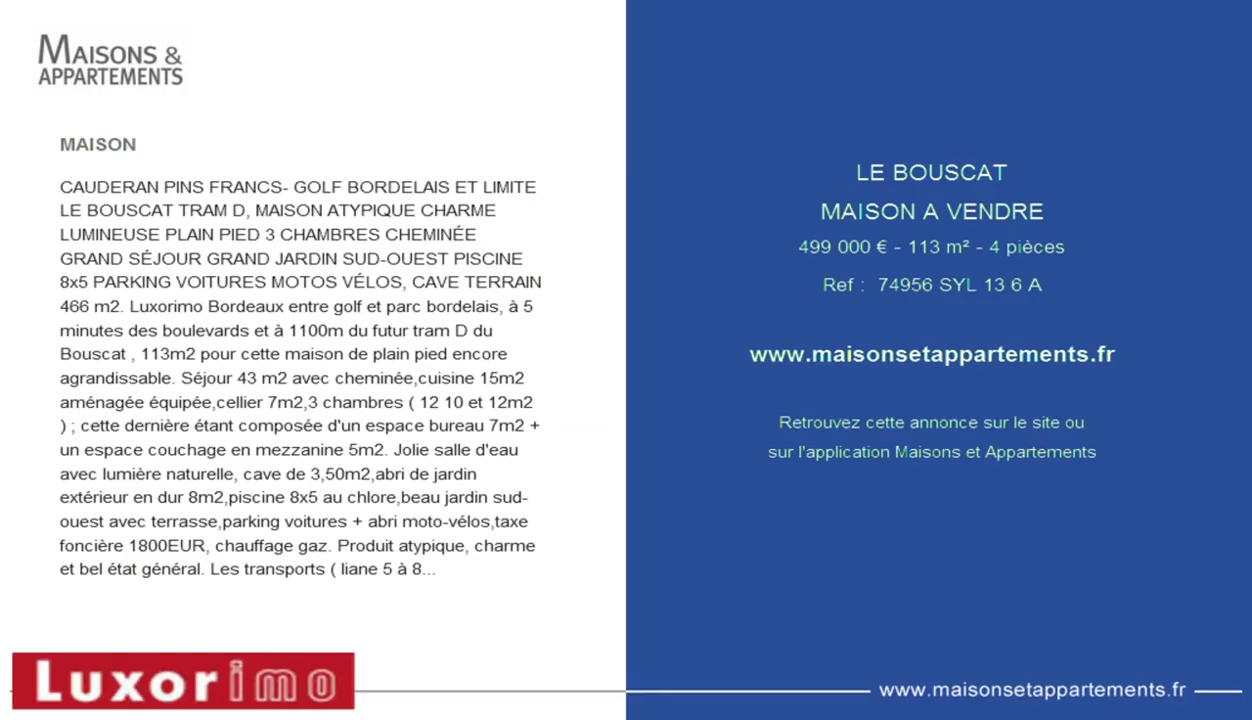 MAISONS &
APPARTEMENTS
MAISON
CAUDERAN PINS FRANCS- GOLF BORDELAIS ET LIMITE
LE BOUSCAT TRAM D, MAISON ATYPIQUE CHARME
LUMINEUSE PLAIN PIED 3 CHAMBRES CHEMINÉE
GRAND SÉJOUR GRAND JARDIN SUD-OUEST PISCINE
8x5 PARKING VOITURES MOTOS VÉLOS, CAVE TERRAIN
466 m2. Luxorimo Bordeaux entre golf et parc bordelais, à 5
minutes des boulevards et à 1100m du futur tram D du
Bouscat , 113m2 pour cette maison de plain pied encore
agrandissable. Séjour 43 m2 avec cheminée,cuisine 15m2
aménagée équipée,cellier 7m2,3 chambres ( 12 10 et 12m2
) ; cette dernière étant composée d'un espace bureau 7m2 +
un espace couchage en mezzanine 5m2. Jolie salle d'eau
avec lumière naturelle, cave de 3,50m2,abri de jardin
extérieur en dur 8m2,piscine 8x5 au chlore,beau jardin sud-
ouest avec terrasse,parking voitures + abri moto-vélos,taxe
foncière 1800EUR, chauffage gaz. Produit atypique, charme
et bel état général. Les transports ( liane 5 à 8...
Luxorimo
LE BOUSCAT
MAISON A VENDRE
499 000 € - 113 m² - 4 pièces
Ref :  74956 SYL 13 6 A
www.maisonsetappartements.fr
Retrouvez cette annonce sur le site ou
sur l'application Maisons et Appartements
www.maisonsetappartements.fr